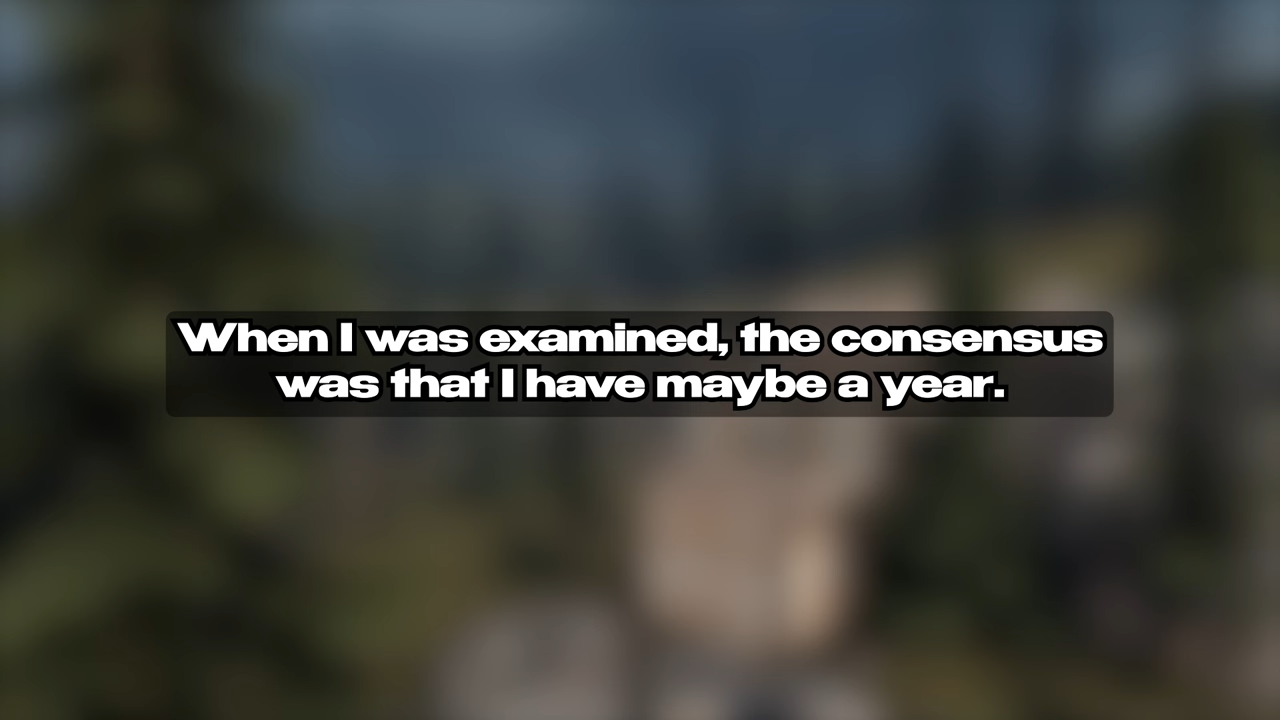 When I was examined, the consensus
was that I have maybe a year.